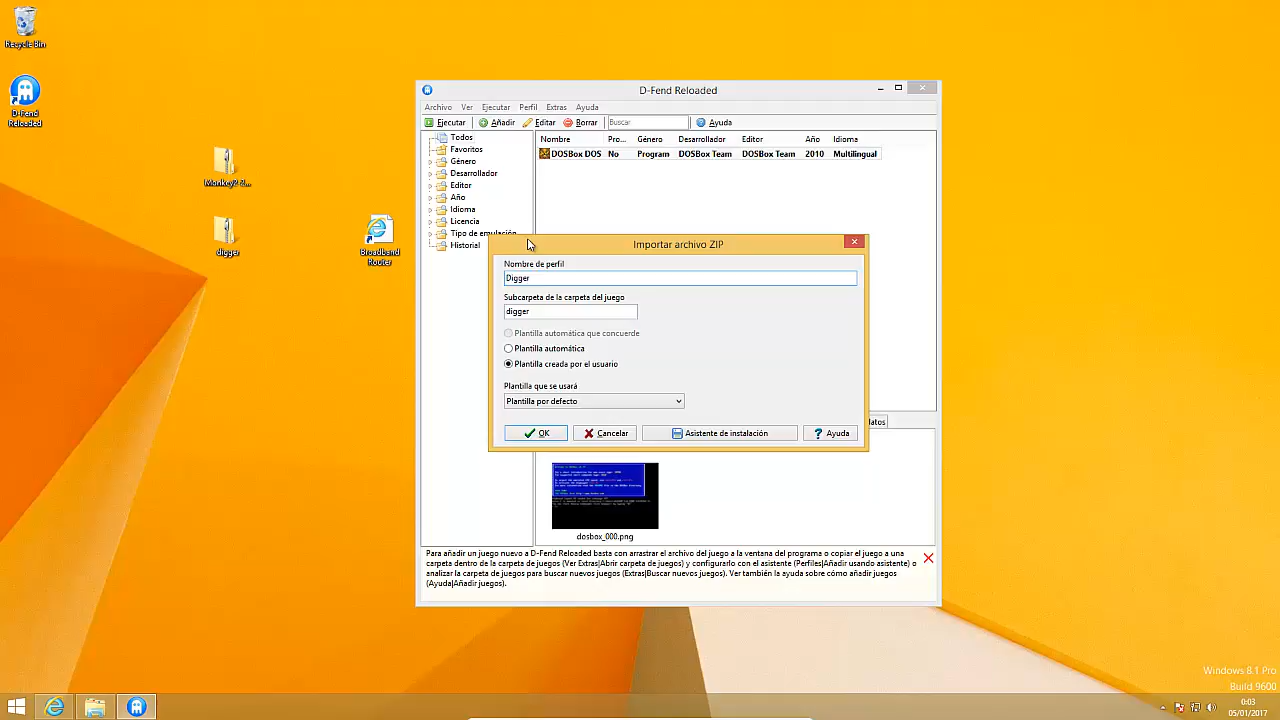 Recycle Bin
D-Fend
Reloaded
Monkey2-2...
digger
Broadband
Router
D-Fend Reloaded
Archivo Ver Ejecutar Perfil Extras Ayuda
Ejecutar Añadir Editar Borrar Buscar Ayuda
Todos
Favoritos
Género
Desarrollador
Editor
Año
Idioma
Licencia
Tipo de emulación
Historial
Nombre Pro... Género Desarrollador Editor Año Idioma
DOSBox DOS No Program DOSBox Team DOSBox Team 2010 Multilingual
Importar archivo ZIP
Nombre de perfil
Digger
Subcarpeta de la carpeta del juego
digger
Plantilla automática que concuerde
Plantilla automática
Plantilla creada por el usuario
Plantilla que se usará
Plantilla por defecto
OK Cancelar Asistente de instalación Ayuda
datos
dosbox_000.png
Para añadir un juego nuevo a D-Fend Reloaded basta con arrastrar el archivo del juego a la ventana del programa o copiar el juego a una
carpeta dentro de la carpeta de juegos (Ver Extras|Abrir carpeta de juegos) y configurarlo con el asistente (Perfiles|Añadir usando asistente) o
analizar la carpeta de juegos para buscar nuevos juegos (Extras|Buscar nuevos juegos). Ver también la ayuda sobre cómo añadir juegos
(Ayuda|Añadir juegos).
Windows 8.1 Pro
Build 9600
0:03
05/01/2017